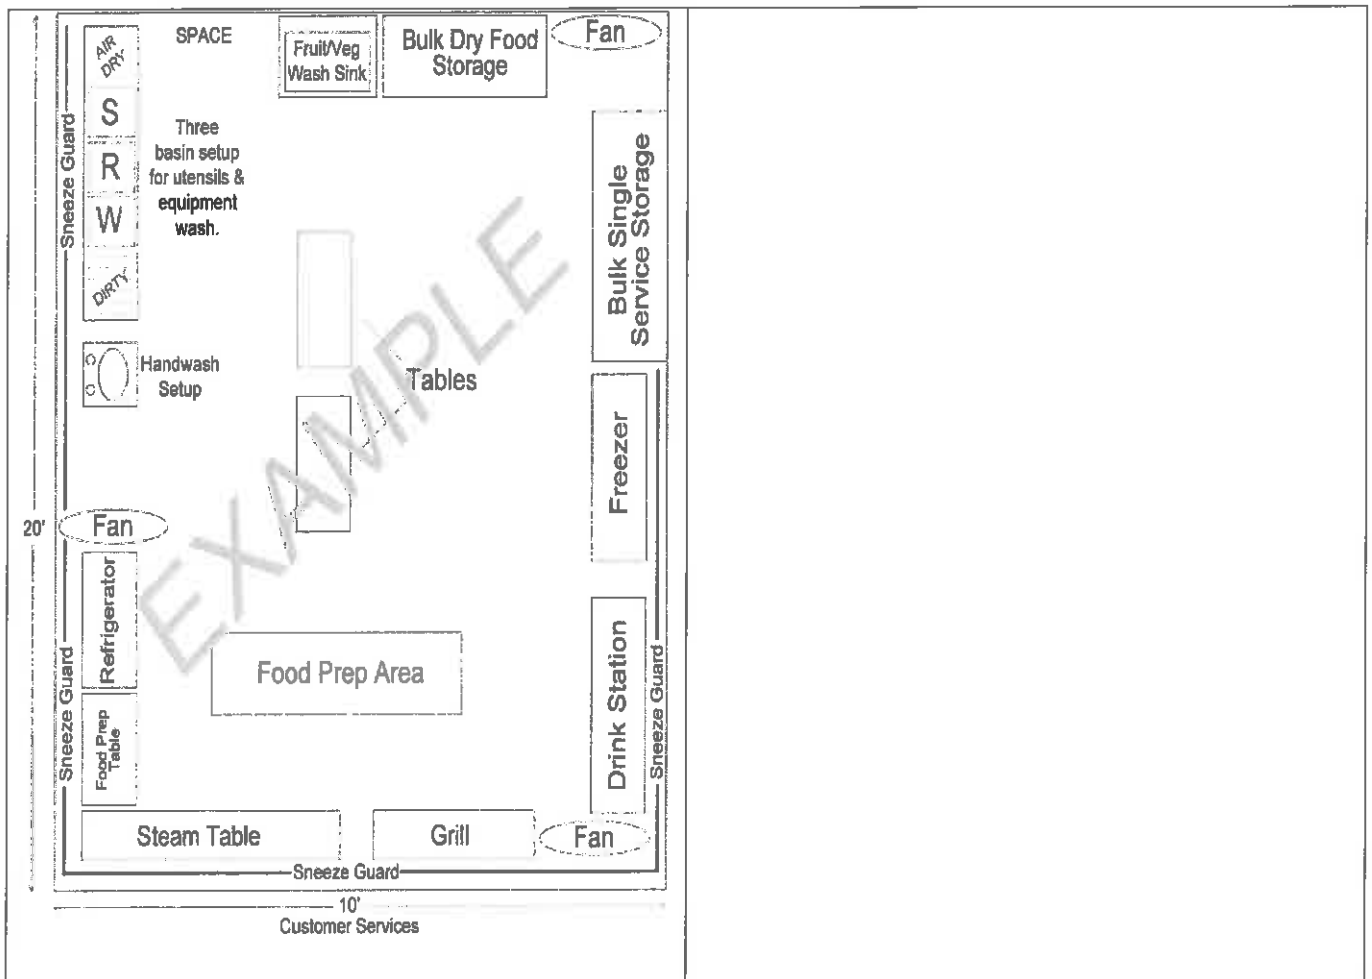 AIR
DRY
SPACE
Fruit/Veg
Wash Sink
Bulk Dry Food
Storage
Fan
S
R
W
DIRTY
Three
basin setup
for utensils &
equipment
wash.
Sneeze Guard
Bulk Single
Service Storage
Handwash
Setup
Tables
EXAMPLE
Freezer
20'
Fan
Refrigerator
Food Prep Area
Drink Station
Sneeze Guard
Sneeze Guard
Food Prep
Table
Steam Table
Grill
Fan
Sneeze Guard
10'
Customer Services